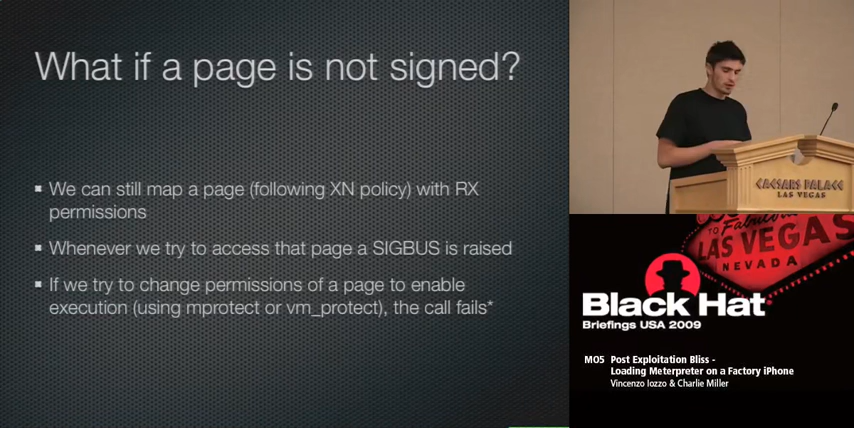 What if a page is not signed?
We can still map a page (following XN policy) with RX
permissions
Whenever we try to access that page a SIGBUS is raised
If we try to change permissions of a page to enable
execution (using mprotect or vm_protect), the call fails*
CAESARS PALACE
LAS VEGAS
TO Fabulous
LAS VEGAS
NEVADA
Black Hat
Briefings USA 2009
MO5 Post Exploitation Bliss -
Loading Meterpreter on a Factory iPhone
Vincenzo Iozzo & Charlie Miller